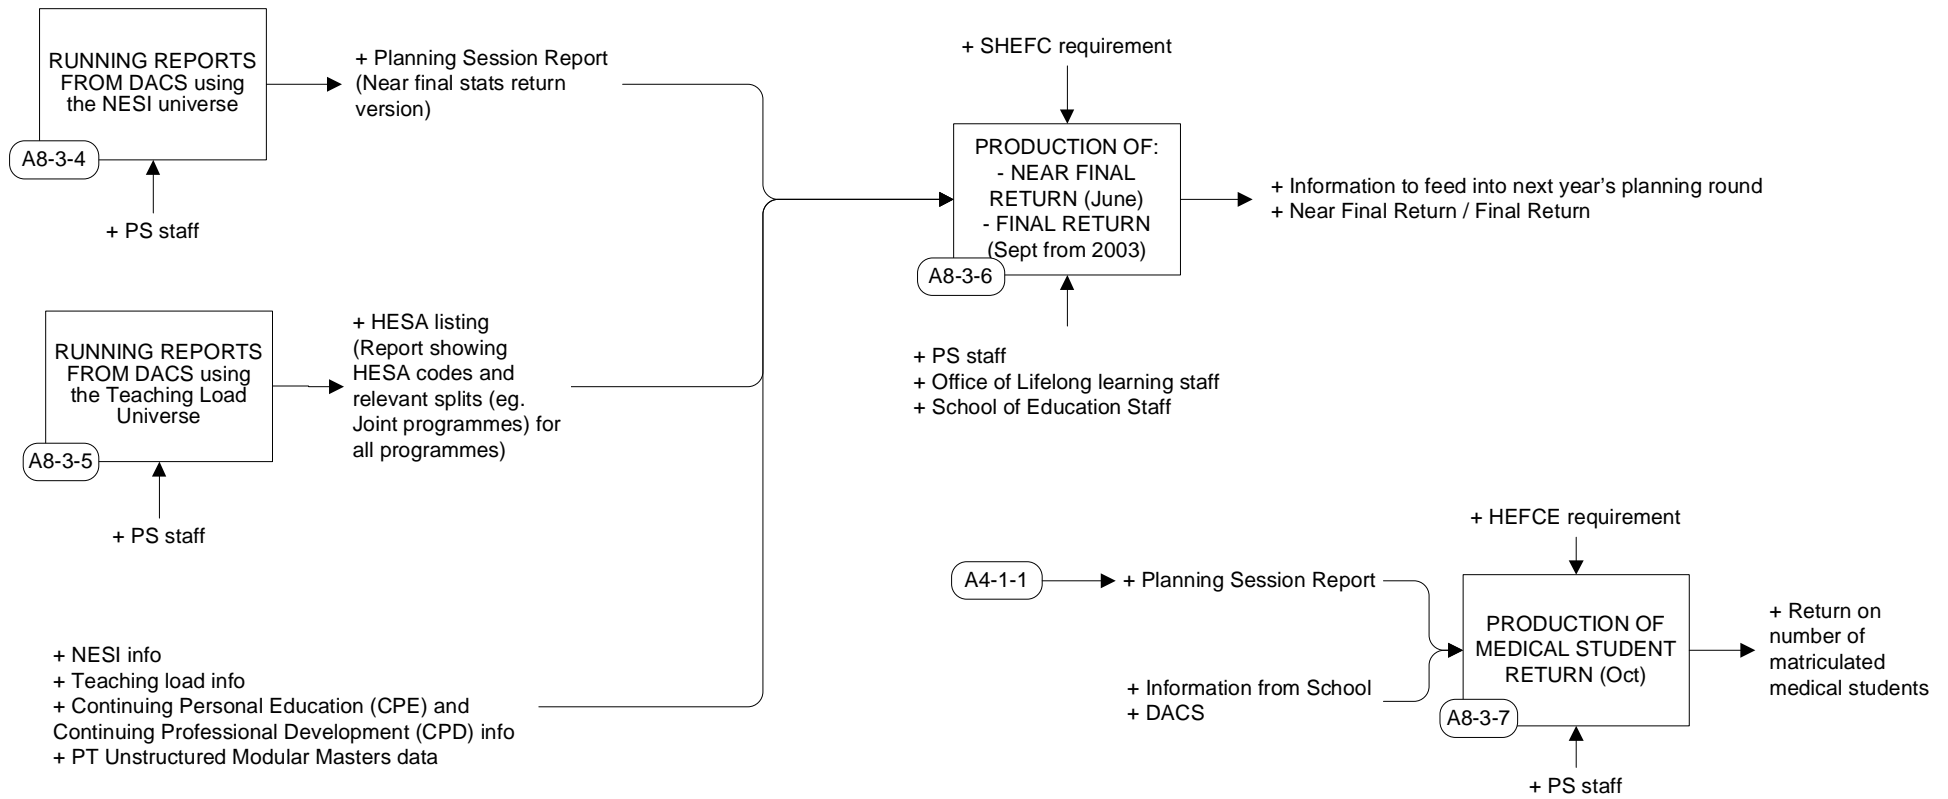 RUNNING REPORTS
FROM DACS using
the NESI universe
A8-3-4
+ PS staff
+ Planning Session Report
(Near final stats return
version)
RUNNING REPORTS
FROM DACS using
the Teaching Load
Universe
A8-3-5
+ PS staff
+ HESA listing
(Report showing
HESA codes and
relevant splits (eg.
Joint programmes) for
all programmes)
+ NESI info
+ Teaching load info
+ Continuing Personal Education (CPE) and
Continuing Professional Development (CPD) info
+ PT Unstructured Modular Masters data
+ SHEFC requirement
PRODUCTION OF:
- NEAR FINAL
RETURN (June)
- FINAL RETURN
(Sept from 2003)
A8-3-6
+ PS staff
+ Office of Lifelong learning staff
+ School of Education Staff
+ Information to feed into next year's planning round
+ Near Final Return / Final Return
+ HEFCE requirement
A4-1-1
+ Planning Session Report
+ Information from School
+ DACS
PRODUCTION OF
MEDICAL STUDENT
RETURN (Oct)
A8-3-7
+ PS staff
+ Return on
number of
matriculated
medical students